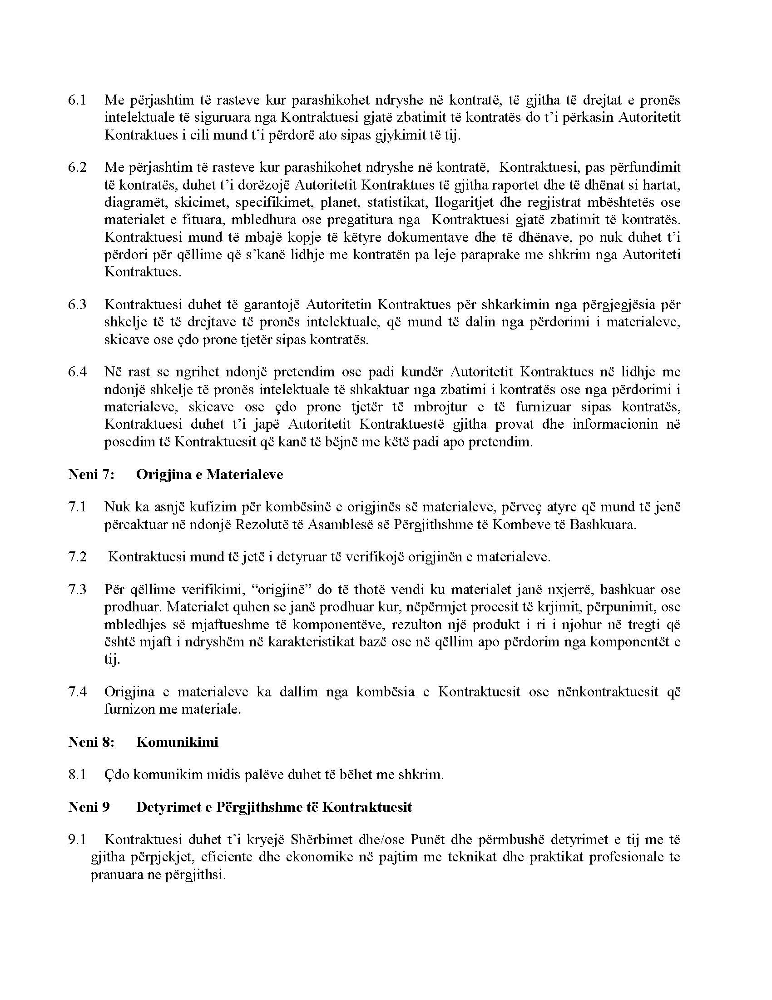 6.1 Me përjashtim të rasteve kur parashikohet ndryshe në kontratë, të gjitha të drejtat e pronës
intelektuale të siguruara nga Kontraktuesi gjatë zbatimit të kontratës do t’i përkasin Autoritetit
Kontraktues i cili mund t’i përdorë ato sipas gjykimit të tij.
6.2 Me përjashtim të rasteve kur parashikohet ndryshe në kontratë, Kontraktuesi, pas përfundimit
të kontratës, duhet t’i dorëzojë Autoritetit Kontraktues të gjitha raportet dhe të dhënat si hartat,
diagramët, skicimet, specifikimet, planet, statistikat, llogaritjet dhe regjistrat mbështetës ose
materialet e fituara, mbledhura ose pregatitura nga Kontraktuesi gjatë zbatimit të kontratës.
Kontraktuesi mund të mbajë kopje të këtyre dokumentave dhe të dhënave, po nuk duhet t’i
përdori për qëllime që s’kanë lidhje me kontratën pa leje paraprake me shkrim nga Autoriteti
Kontraktues.
6.3 Kontraktuesi duhet të garantojë Autoritetin Kontraktues për shkarkimin nga përgjegjësia për
shkelje të të drejtave të pronës intelektuale, që mund të dalin nga përdorimi i materialeve,
skicave ose çdo prone tjetër sipas kontratës.
6.4 Në rast se ngrihet ndonjë pretendim ose padi kundër Autoritetit Kontraktues në lidhje me
ndonjë shkelje të pronës intelektuale të shkaktuar nga zbatimi i kontratës ose nga përdorimi i
materialeve, skicave ose çdo prone tjetër të mbrojtur e të furnizuar sipas kontratës,
Kontraktuesi duhet t’i japë Autoritetit Kontraktuestë gjitha provat dhe informacionin në
posedim të Kontraktuesit që kanë të bëjnë me këtë padi apo pretendim.
Neni 7: Origjina e Materialeve
7.1 Nuk ka asnjë kufizim për kombësinë e origjinës së materialeve, përveç atyre që mund të jenë
përcaktuar në ndonjë Rezolutë të Asamblesë së Përgjithshme të Kombeve të Bashkuara.
7.2 Kontraktuesi mund të jetë i detyruar të verifikojë origjinën e materialeve.
7.3 Për qëllime verifikimi, “origjinë” do të thotë vendi ku materialet janë nxjerrë, bashkuar ose
prodhuar. Materialet quhen se janë prodhuar kur, nëpërmjet procesit të krjimit, përpunimit, ose
mbledhjes së mjaftueshme të komponentëve, rezulton një produkt i ri i njohur në tregti që
është mjaft i ndryshëm në karakteristikat bazë ose në qëllim apo përdorim nga komponentët e
tij.
7.4 Origjina e materialeve ka dallim nga kombësia e Kontraktuesit ose nënkontraktuesit që
furnizon me materiale.
Neni 8: Komunikimi
8.1 Çdo komunikim midis palëve duhet të bëhet me shkrim.
Neni 9 Detyrimet e Përgjithshme të Kontraktuesit
9.1 Kontraktuesi duhet t’i kryejë Shërbimet dhe/ose Punët dhe përmbushë detyrimet e tij me të
gjitha përpjekjet, eficiente dhe ekonomike në pajtim me teknikat dhe praktikat profesionale te
pranuara ne përgjithsi.